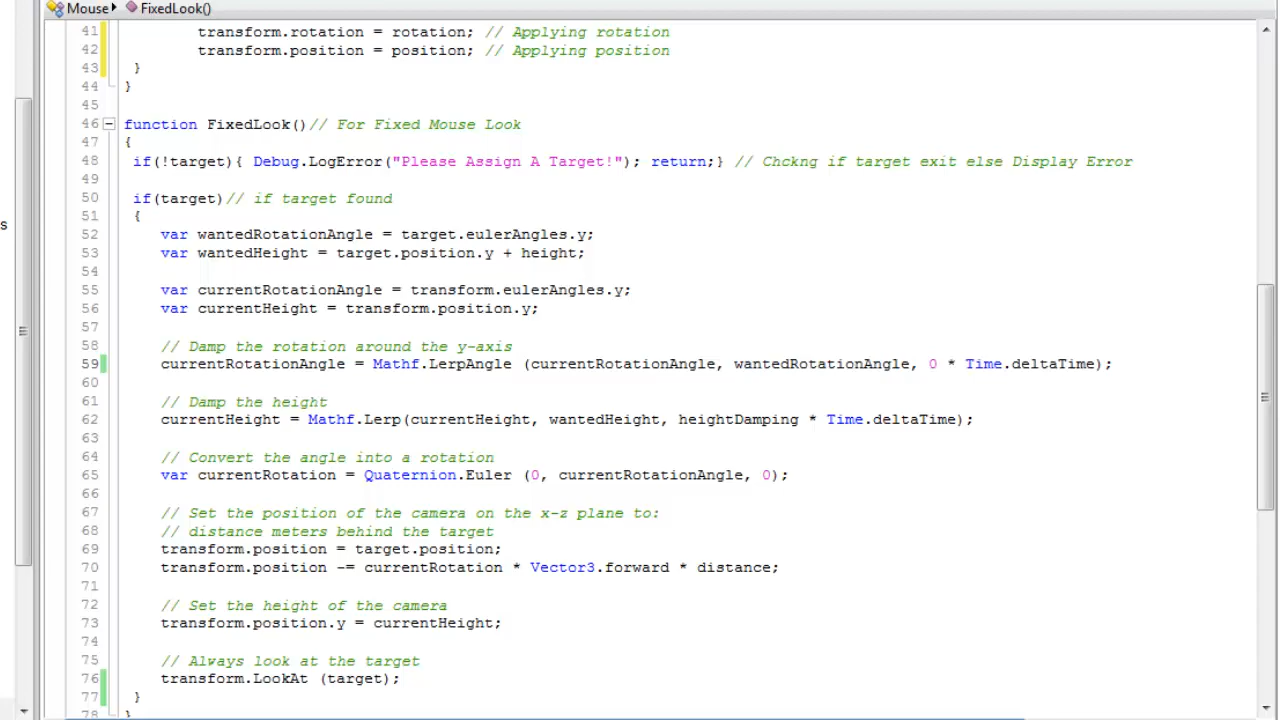 Mouse FixedLook()
41 transform.rotation = rotation; // Applying rotation
42 transform.position = position; // Applying position
43 }
44 }
45
46 function FixedLook()// For Fixed Mouse Look
47 {
48 if(!target){ Debug.LogError("Please Assign A Target!"); return;} // Chckng if target exit else Display Error
49
50 if(target)// if target found
51 {
52 var wantedRotationAngle = target.eulerAngles.y;
53 var wantedHeight = target.position.y + height;
54
55 var currentRotationAngle = transform.eulerAngles.y;
56 var currentHeight = transform.position.y;
57
58 // Damp the rotation around the y-axis
59 currentRotationAngle = Mathf.LerpAngle (currentRotationAngle, wantedRotationAngle, 0 * Time.deltaTime);
60
61 // Damp the height
62 currentHeight = Mathf.Lerp(currentHeight, wantedHeight, heightDamping * Time.deltaTime);
63
64 // Convert the angle into a rotation
65 var currentRotation = Quaternion.Euler (0, currentRotationAngle, 0);
66
67 // Set the position of the camera on the x-z plane to:
68 // distance meters behind the target
69 transform.position = target.position;
70 transform.position -= currentRotation * Vector3.forward * distance;
71
72 // Set the height of the camera
73 transform.position.y = currentHeight;
74
75 // Always look at the target
76 transform.LookAt (target);
77 }
78 }
s